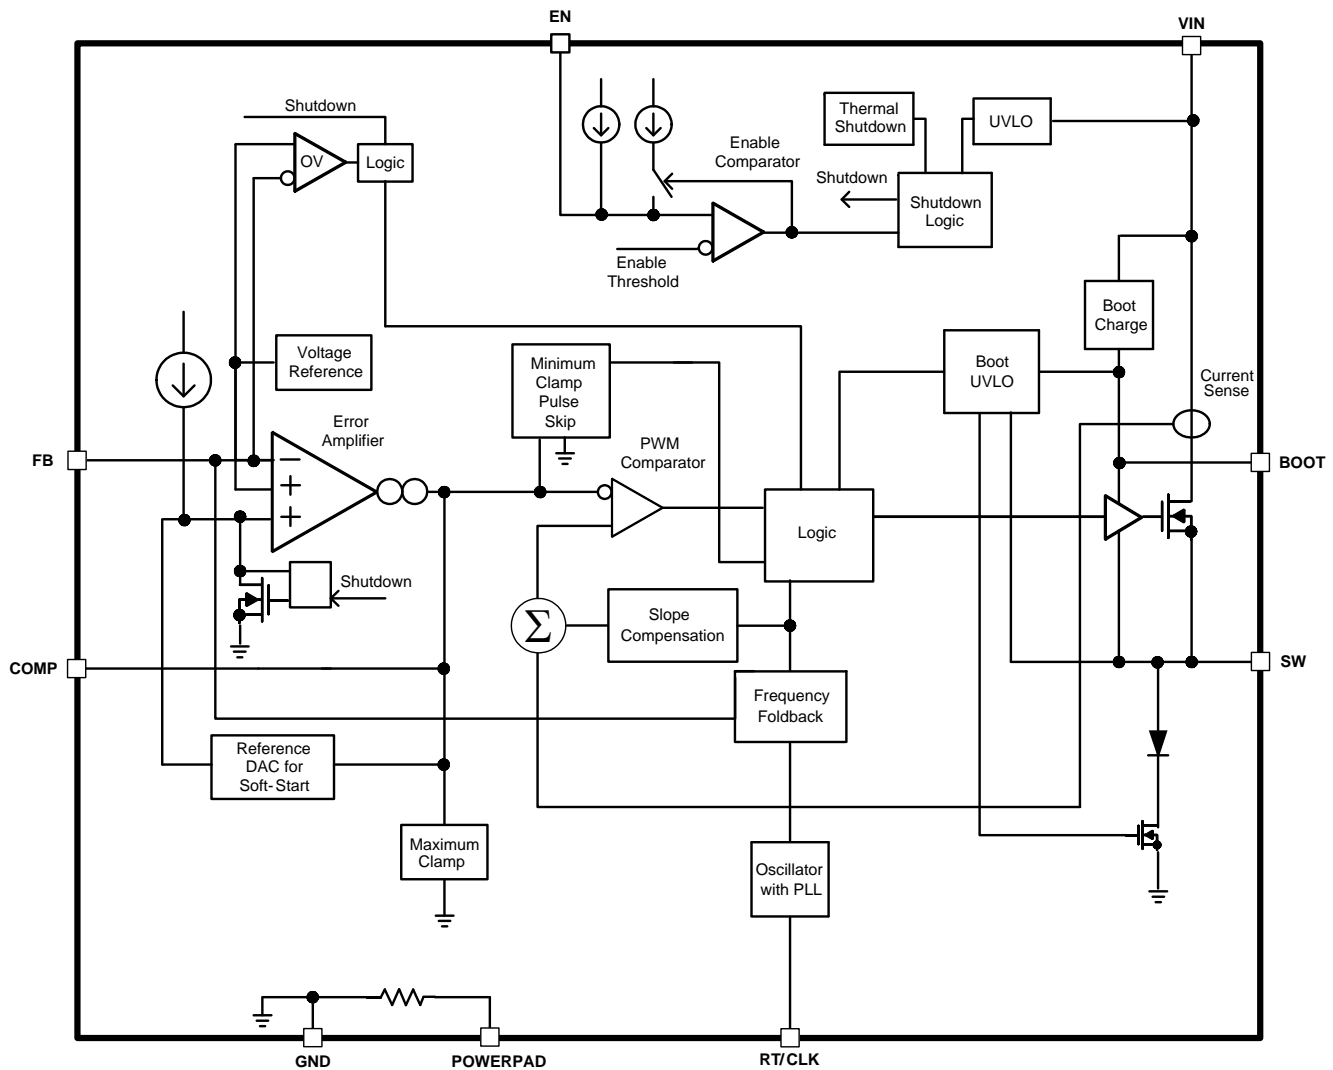 EN
VIN
Shutdown
OV
Logic
Enable
Comparator
Thermal
Shutdown
UVLO
Shutdown
Shutdown
Logic
Enable
Threshold
Boot
Charge
Voltage
Reference
Minimum
Clamp
Pulse
Skip
Boot
UVLO
Current
Sense
Error
Amplifier
PWM
Comparator
FB
BOOT
−
+
+
Logic
Shutdown
Σ
Slope
Compensation
COMP
SW
Frequency
Foldback
Reference
DAC for
Soft-Start
Maximum
Clamp
Oscillator
with PLL
GND
POWERPAD
RT/CLK